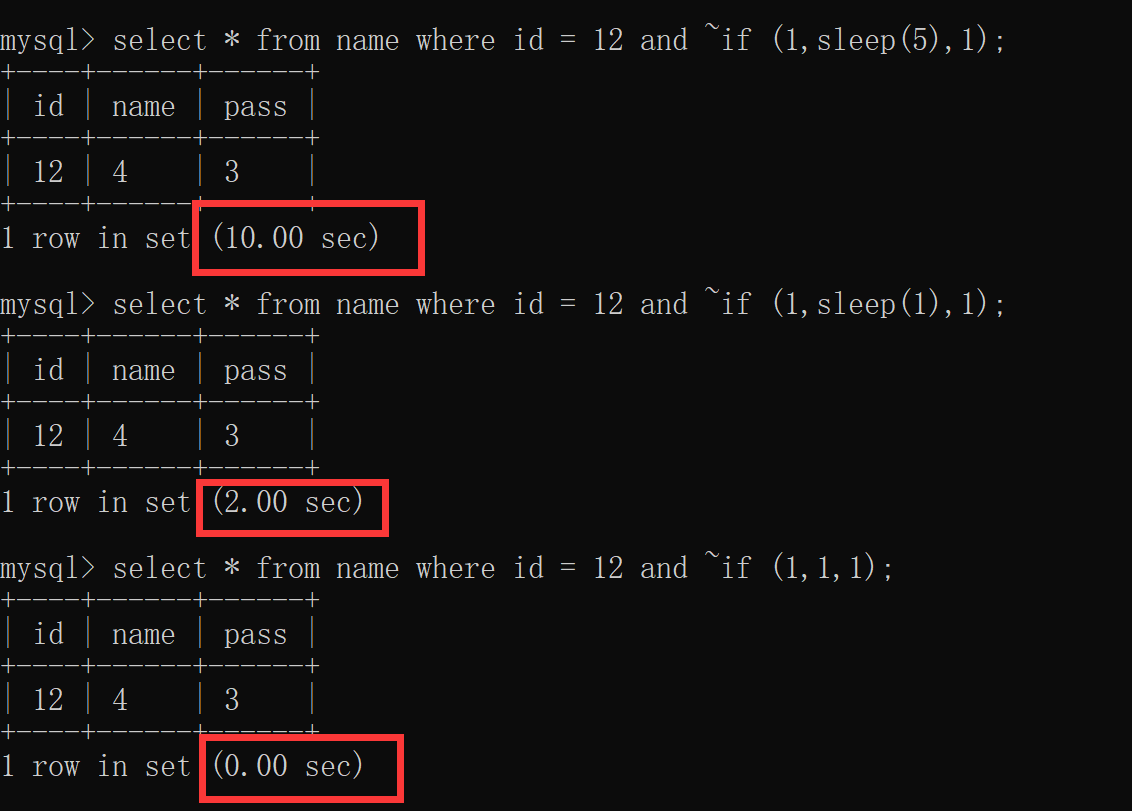 mysql> select * from name where id = 12 and ~if (1,sleep(5),1);
+----+------+------+
| id | name | pass |
+----+------+------+
| 12 | 4    | 3    |
+----+------+------+
1 row in set (10.00 sec)
mysql> select * from name where id = 12 and ~if (1,sleep(1),1);
+----+------+------+
| id | name | pass |
+----+------+------+
| 12 | 4    | 3    |
+----+------+------+
1 row in set (2.00 sec)
mysql> select * from name where id = 12 and ~if (1,1,1);
+----+------+------+
| id | name | pass |
+----+------+------+
| 12 | 4    | 3    |
+----+------+------+
1 row in set (0.00 sec)